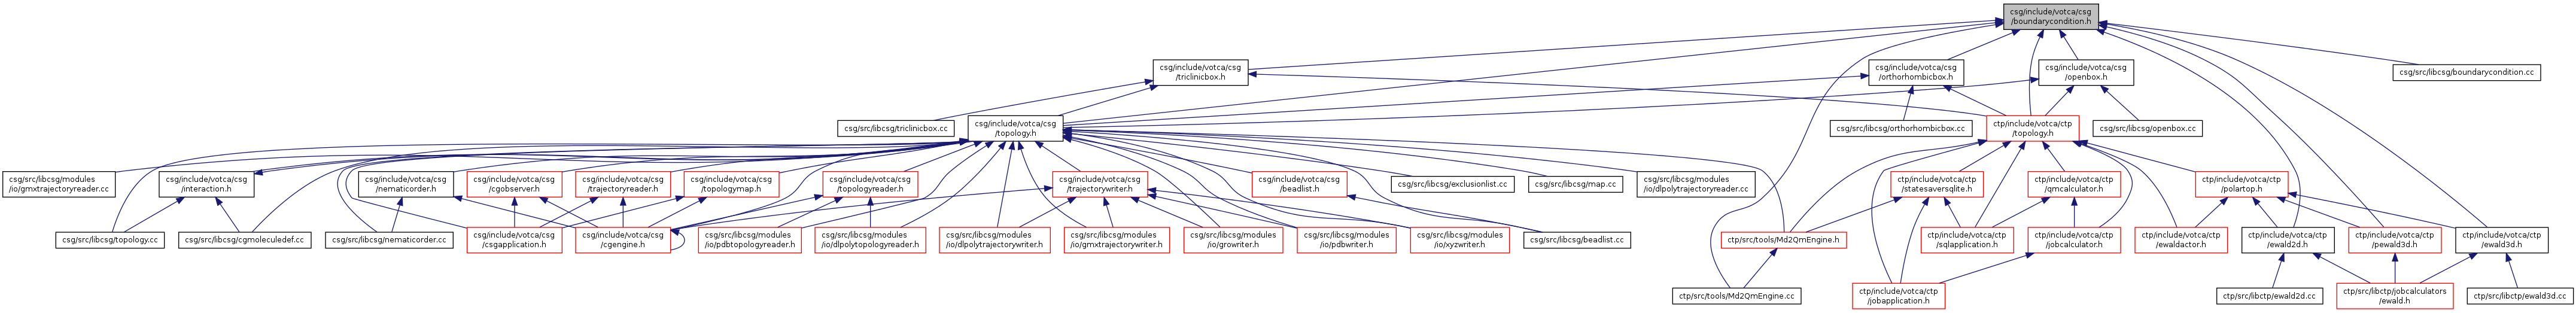 csg/include/votca/csg
/boundarycondition.h
csg/include/votca/csg
/triclinicbox.h
csg/include/votca/csg
/orthorhombicbox.h
csg/include/votca/csg
/openbox.h
csg/src/libcsg/boundarycondition.cc
csg/src/libcsg/triclinicbox.cc
csg/include/votca/csg
/topology.h
csg/src/libcsg/orthorhombicbox.cc
ctp/include/votca/ctp
/topology.h
csg/src/libcsg/openbox.cc
csg/src/libcsg/modules
/io/gmxtrajectoryreader.cc
csg/include/votca/csg
/interaction.h
csg/include/votca/csg
/nematicorder.h
csg/include/votca/csg
/cgobserver.h
csg/include/votca/csg
/trajectoryreader.h
csg/include/votca/csg
/topologymap.h
csg/include/votca/csg
/topologyreader.h
csg/include/votca/csg
/trajectorywriter.h
csg/include/votca/csg
/beadlist.h
csg/src/libcsg/exclusionlist.cc
csg/src/libcsg/map.cc
csg/src/libcsg/modules
/io/dlpolytrajectoryreader.cc
ctp/include/votca/ctp
/statesaversqlite.h
ctp/include/votca/ctp
/qmcalculator.h
ctp/include/votca/ctp
/polartop.h
csg/src/libcsg/topology.cc
csg/src/libcsg/cgmoleculedef.cc
csg/src/libcsg/nematicorder.cc
csg/include/votca/csg
/csgapplication.h
csg/include/votca/csg
/cgengine.h
csg/src/libcsg/modules
/io/pdbtopologyreader.h
csg/src/libcsg/modules
/io/dlpolytopologyreader.h
csg/src/libcsg/modules
/io/dlpolytrajectorywriter.h
csg/src/libcsg/modules
/io/gmxtrajectorywriter.h
csg/src/libcsg/modules
/io/growriter.h
csg/src/libcsg/modules
/io/pdbwriter.h
csg/src/libcsg/modules
/io/xyzwriter.h
csg/src/libcsg/beadlist.cc
ctp/src/tools/Md2QmEngine.h
ctp/include/votca/ctp
/sqlapplication.h
ctp/include/votca/ctp
/jobcalculator.h
ctp/include/votca/ctp
/ewaldactor.h
ctp/include/votca/ctp
/ewald2d.h
ctp/include/votca/ctp
/pewald3d.h
ctp/include/votca/ctp
/ewald3d.h
ctp/src/tools/Md2QmEngine.cc
ctp/include/votca/ctp
/jobapplication.h
ctp/src/libctp/ewald2d.cc
ctp/src/libctp/jobcalculators
/ewald.h
ctp/src/libctp/ewald3d.cc